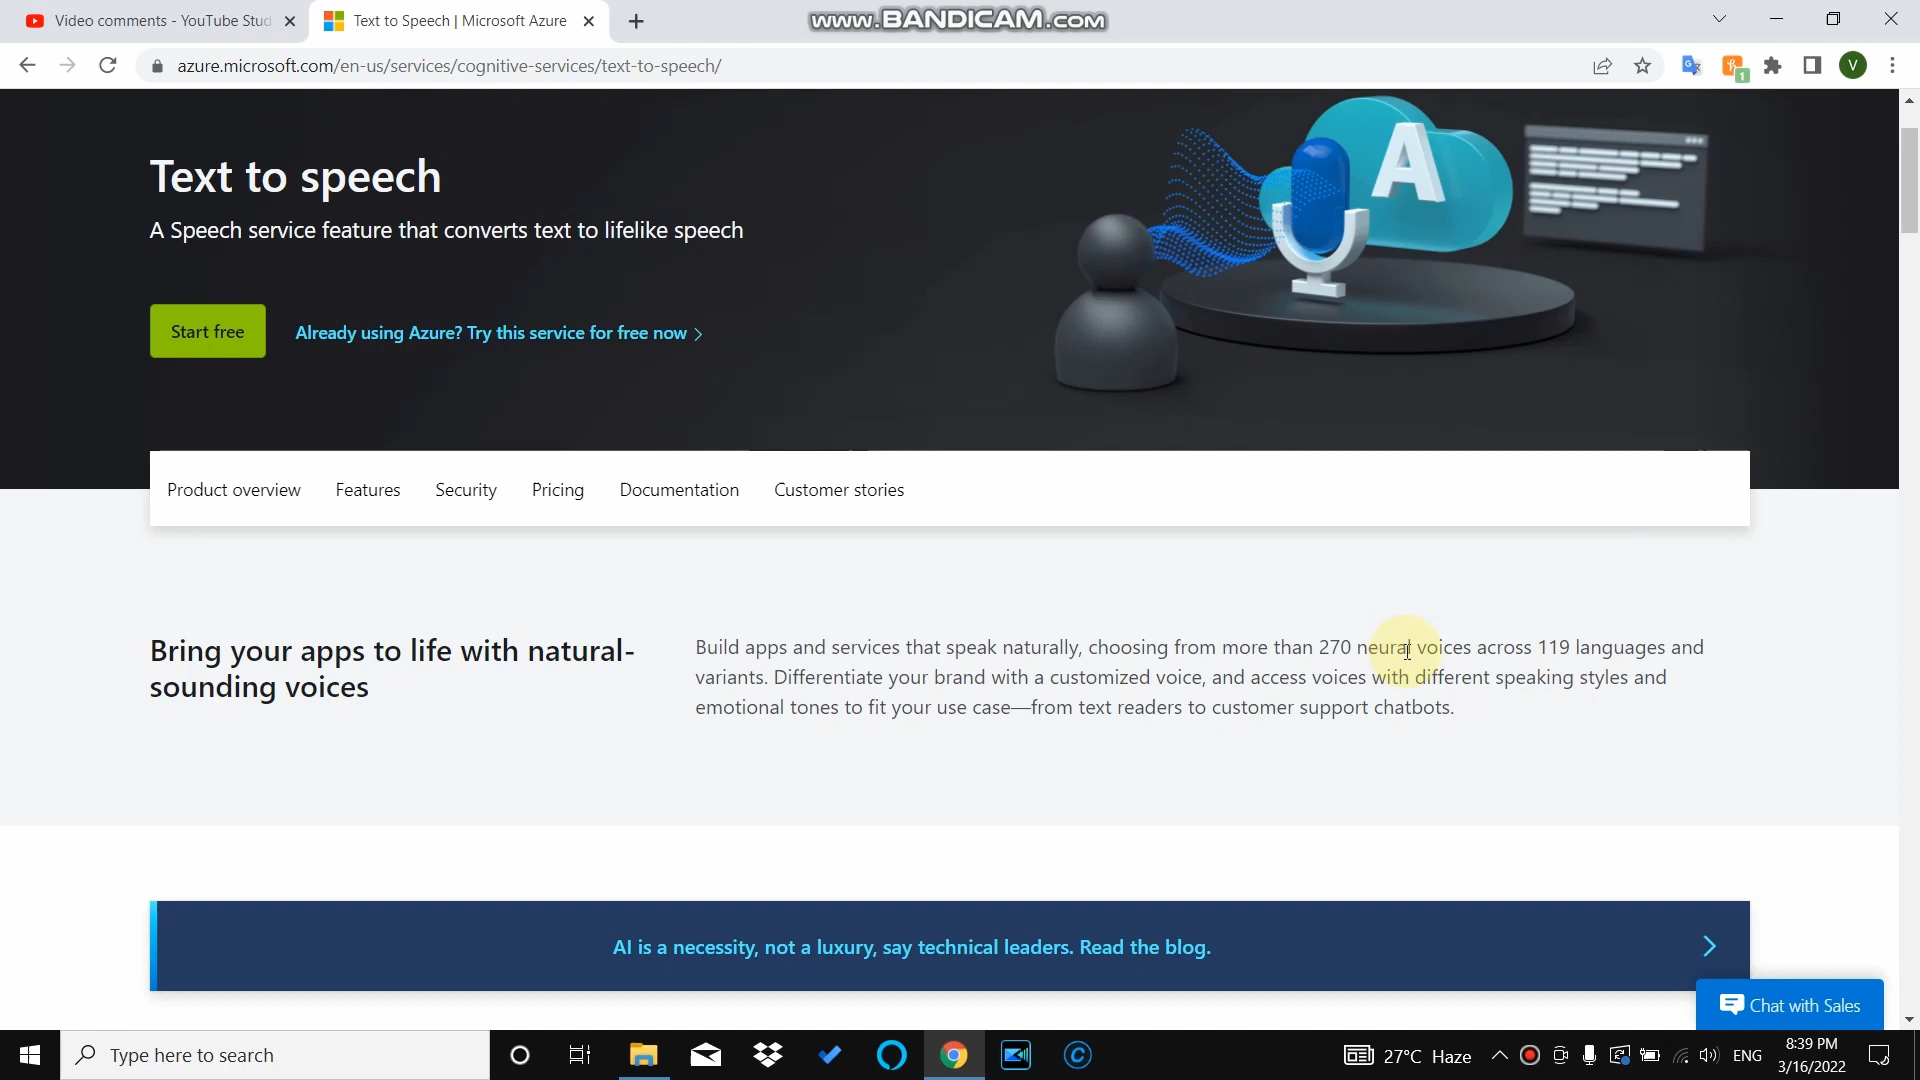 Video comments - YouTube Stud
Text to Speech | Microsoft Azure
www.BANDICAM.com
azure.microsoft.com/en-us/services/cognitive-services/text-to-speech/
1
V
Text to speech
A Speech service feature that converts text to lifelike speech
A
Start free
Already using Azure? Try this service for free now
Product overview
Features
Security
Pricing
Documentation
Customer stories
Bring your apps to life with natural-
sounding voices
Build apps and services that speak naturally, choosing from more than 270 neural voices across 119 languages and
variants. Differentiate your brand with a customized voice, and access voices with different speaking styles and
emotional tones to fit your use case—from text readers to customer support chatbots.
AI is a necessity, not a luxury, say technical leaders. Read the blog.
Chat with Sales
Type here to search
27°C Haze
ENG
8:39 PM
3/16/2022